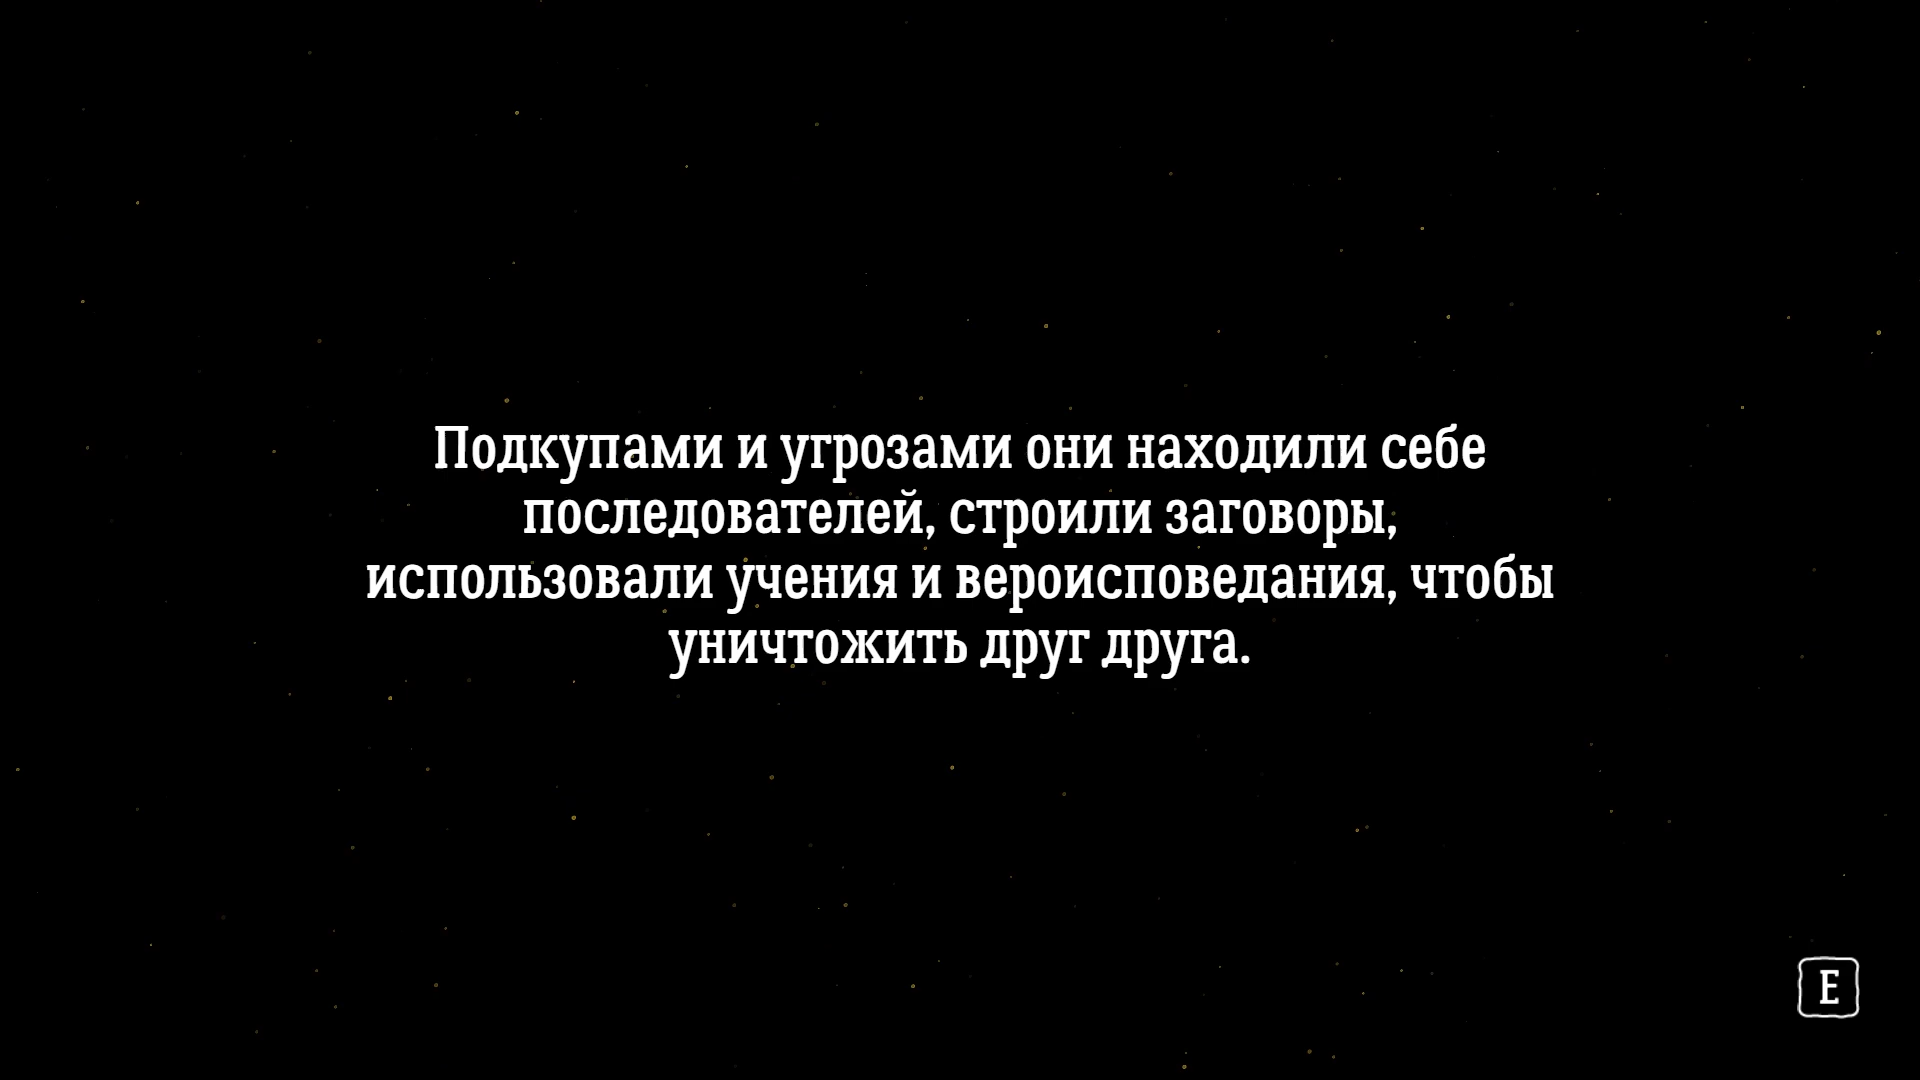 Подкупами и угрозами они находили себе
последователей, строили заговоры,
использовали учения и вероисповедания, чтобы
уничтожить друг друга.
E